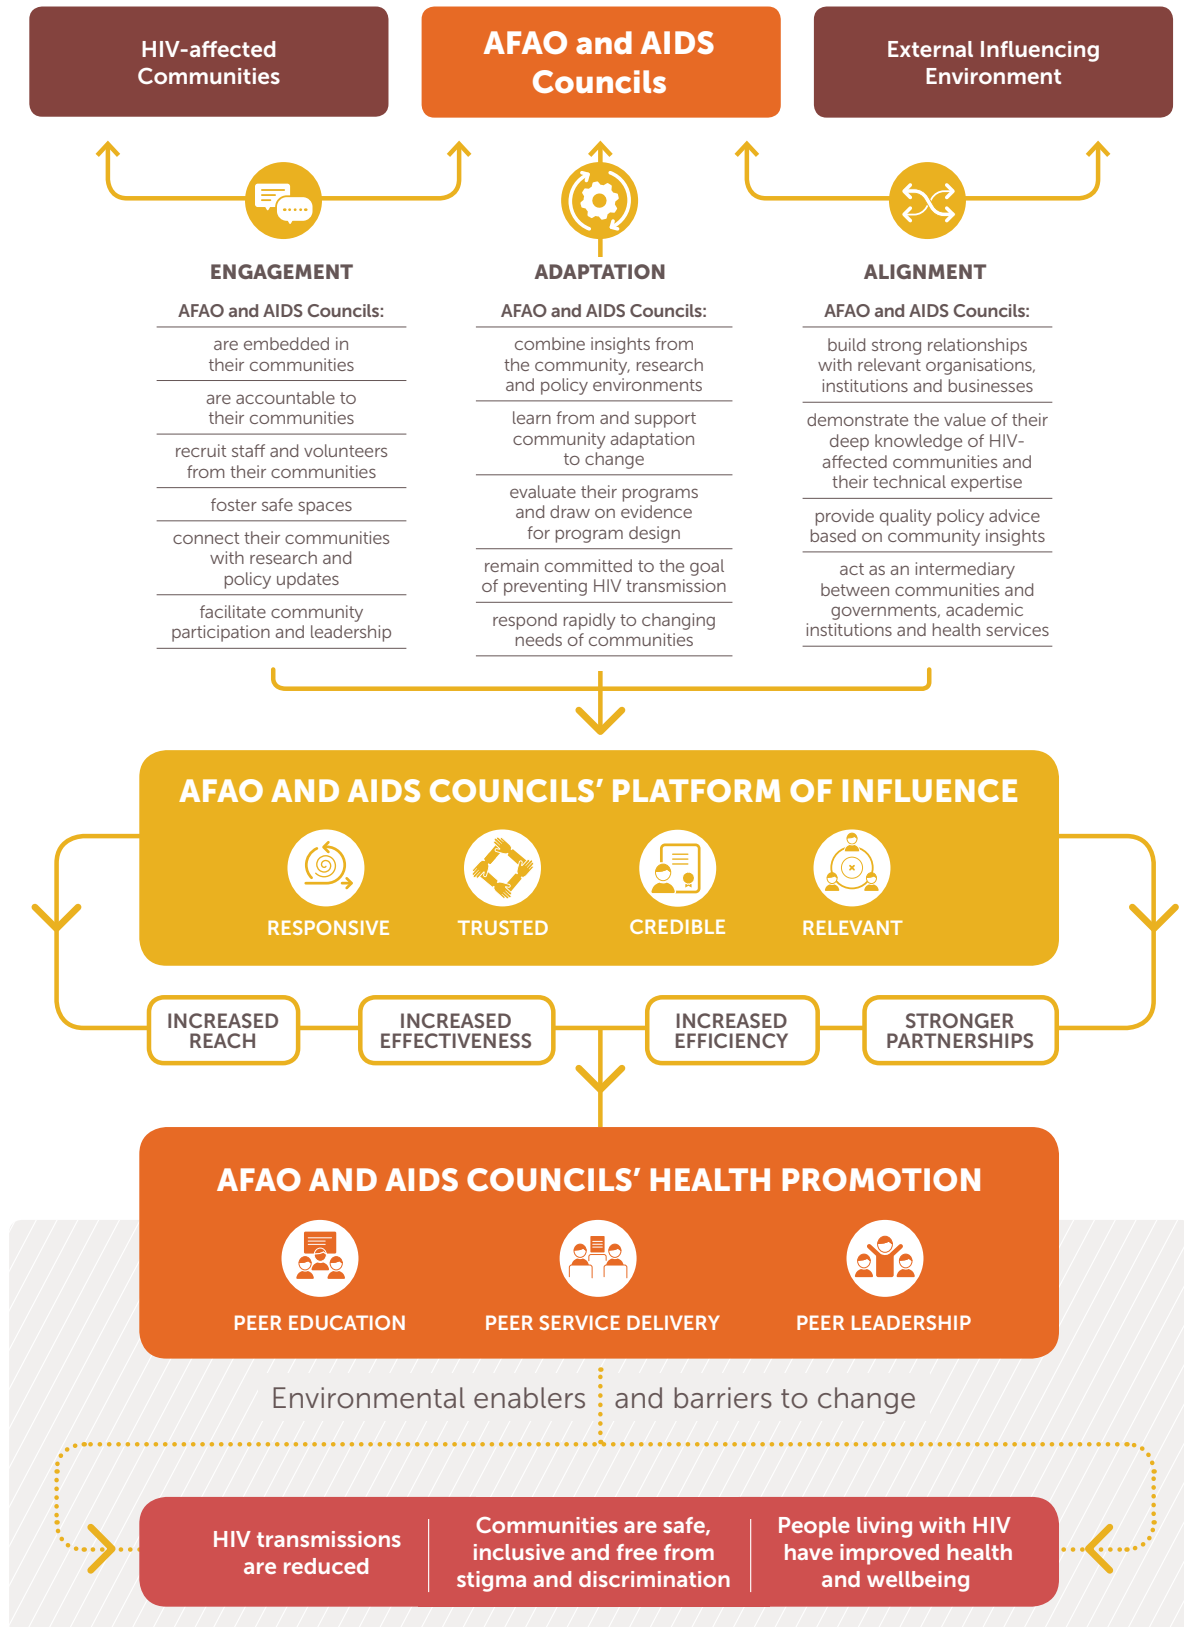 HIV-affected
Communities
AFAO and AIDS
Councils
External Influencing
Environment
ENGAGEMENT
AFAO and AIDS Councils:
are embedded in
their communities
are accountable to
their communities
recruit staff and volunteers
from their communities
foster safe spaces
connect their communities
with research and
policy updates
facilitate community
participation and leadership
ADAPTATION
AFAO and AIDS Councils:
combine insights from
the community, research
and policy environments
learn from and support
community adaptation
to change
evaluate their programs
and draw on evidence
for program design
remain committed to the goal
of preventing HIV transmission
respond rapidly to changing
needs of communities
ALIGNMENT
AFAO and AIDS Councils:
build strong relationships
with relevant organisations,
institutions and businesses
demonstrate the value of their
deep knowledge of HIV-
affected communities and
their technical expertise
provide quality policy advice
based on community insights
act as an intermediary
between communities and
governments, academic
institutions and health services
AFAO AND AIDS COUNCILS’ PLATFORM OF INFLUENCE
RESPONSIVE
TRUSTED
CREDIBLE
RELEVANT
INCREASED
REACH
INCREASED
EFFECTIVENESS
INCREASED
EFFICIENCY
STRONGER
PARTNERSHIPS
AFAO AND AIDS COUNCILS’ HEALTH PROMOTION
PEER EDUCATION
PEER SERVICE DELIVERY
PEER LEADERSHIP
Environmental enablers and barriers to change
HIV transmissions
are reduced
Communities are safe,
inclusive and free from
stigma and discrimination
People living with HIV
have improved health
and wellbeing